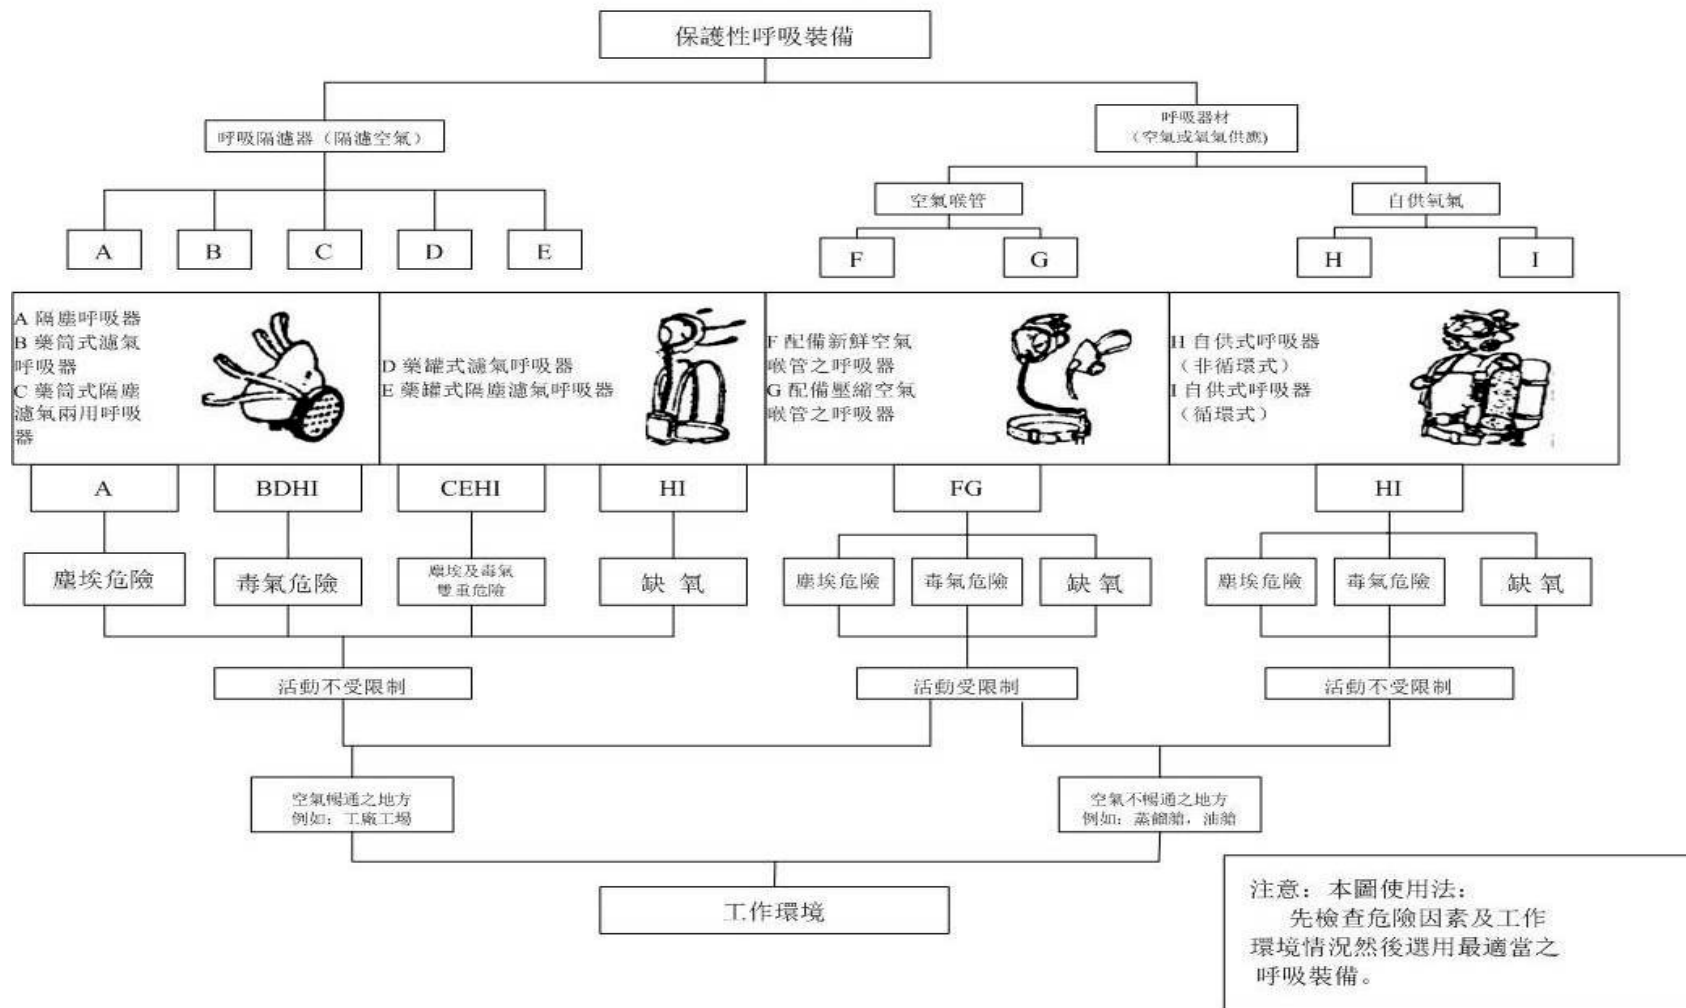 保護性呼吸裝備
呼吸隔濾器（隔濾空氣）
呼吸器材
（空氣或氧氣供應)
空氣喉管
自供氧氣
A
B
C
D
E
F
G
H
I
A 隔塵呼吸器
B 藥筒式濾氣
呼吸器
C 藥筒式隔塵
濾氣兩用呼吸
器
D 藥罐式濾氣呼吸器
E 藥罐式隔塵濾氣呼吸器
F 配備新鮮空氣
喉管之呼吸器
G 配備壓縮空氣
喉管之呼吸器
H 自供式呼吸器
（非循環式）
I 自供式呼吸器
（循環式）
A
BDHI
CEHI
HI
FG
HI
塵埃危險
毒氣危險
塵埃及毒氣
雙重危險
缺 氧
塵埃危險
毒氣危險
缺 氧
塵埃危險
毒氣危險
缺 氧
活動不受限制
活動受限制
活動不受限制
空氣暢通之地方
例如：工廠工場
空氣不暢通之地方
例如：蒸餾艙，油艙
工作環境
注意：本圖使用法：
先檢查危險因素及工作
環境情況然後選用最適當之
呼吸裝備。